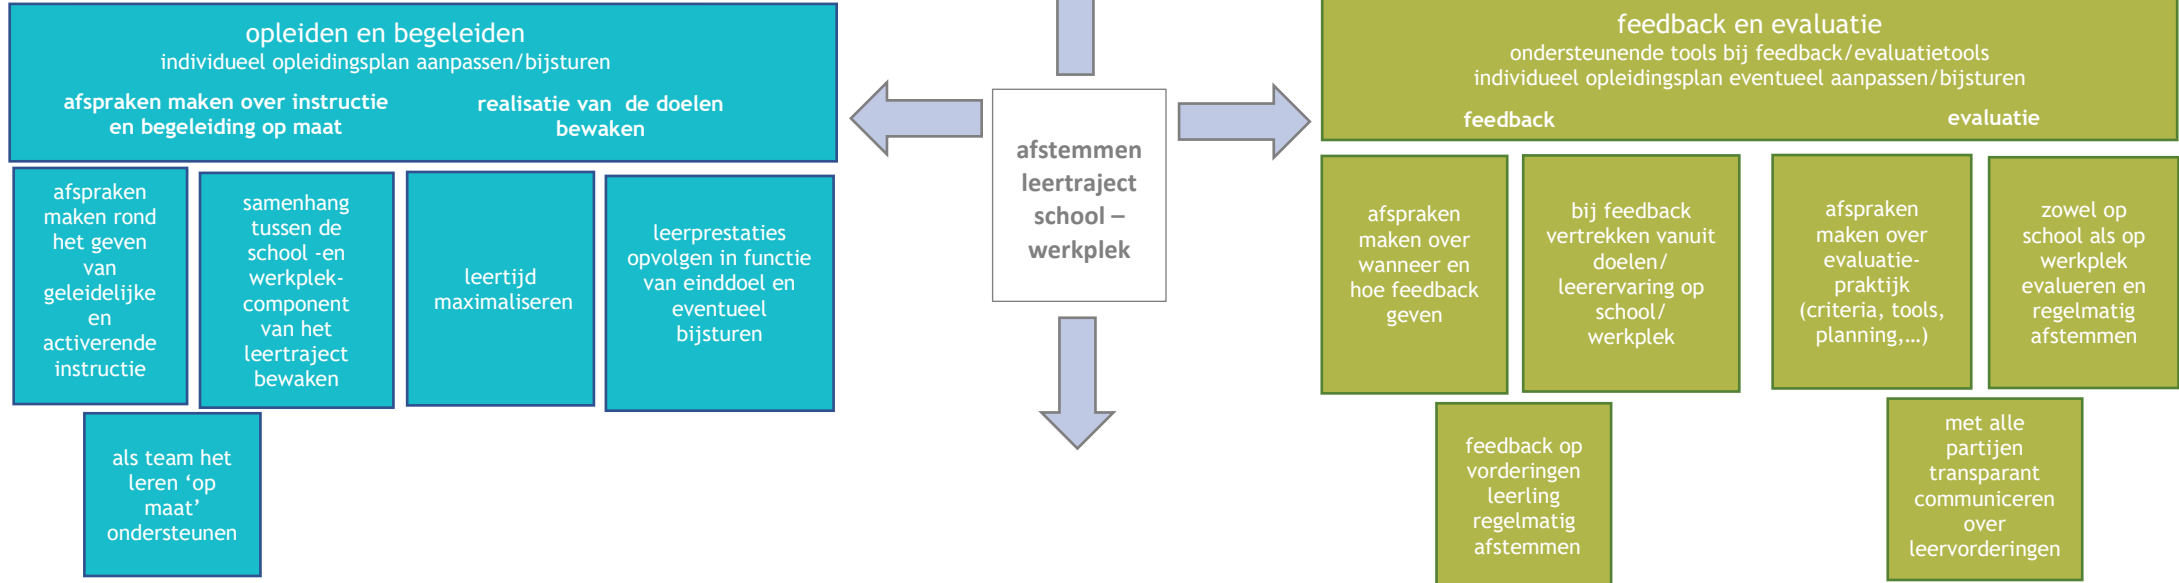 opleiden en begeleiden
individueel opleidingsplan aanpassen/bijsturen
afspraken maken over instructie
en begeleiding op maat
realisatie van de doelen
bewaken
afspraken
maken rond
het geven
van
geleidelijke
en
activerende
instructie
samenhang
tussen de
school -en
werkplek-
component
van het
leertraject
bewaken
leertijd
maximaliseren
leerprestaties
opvolgen in functie
van einddoel en
eventueel
bijsturen
als team het
leren ‘op
maat’
ondersteunen
afstemmen
leertraject
school –
werkplek
feedback en evaluatie
ondersteunende tools bij feedback/evaluatietools
individueel opleidingsplan eventueel aanpassen/bijsturen
feedback
evaluatie
afspraken
maken over
wanneer en
hoe feedback
geven
bij feedback
vertrekken vanuit
doelen/
leerervaring op
school/
werkplek
afspraken
maken over
evaluatie-
praktijk
(criteria, tools,
planning,…)
zowel op
school als op
werkplek
evalueren en
regelmatig
afstemmen
feedback op
vorderingen
leerling
regelmatig
afstemmen
met alle
partijen
transparant
communiceren
over
leervorderingen